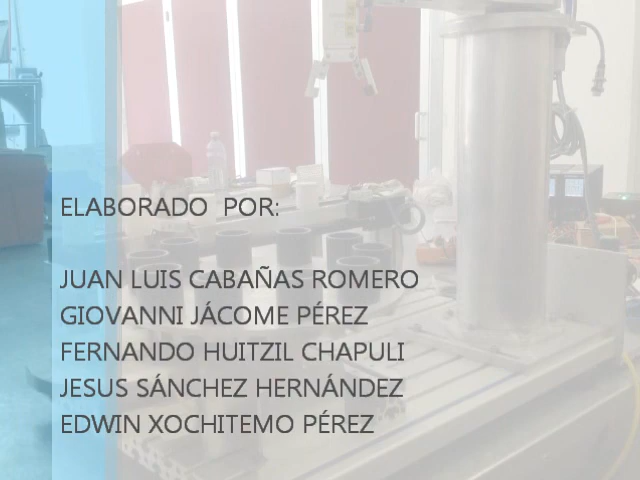 ELABORADO POR:
JUAN LUIS CABAÑAS ROMERO
GIOVANNI JÁCOME PÉREZ
FERNANDO HUITZIL CHAPULI
JESUS SÁNCHEZ HERNÁNDEZ
EDWIN XOCHITEMO PÉREZ